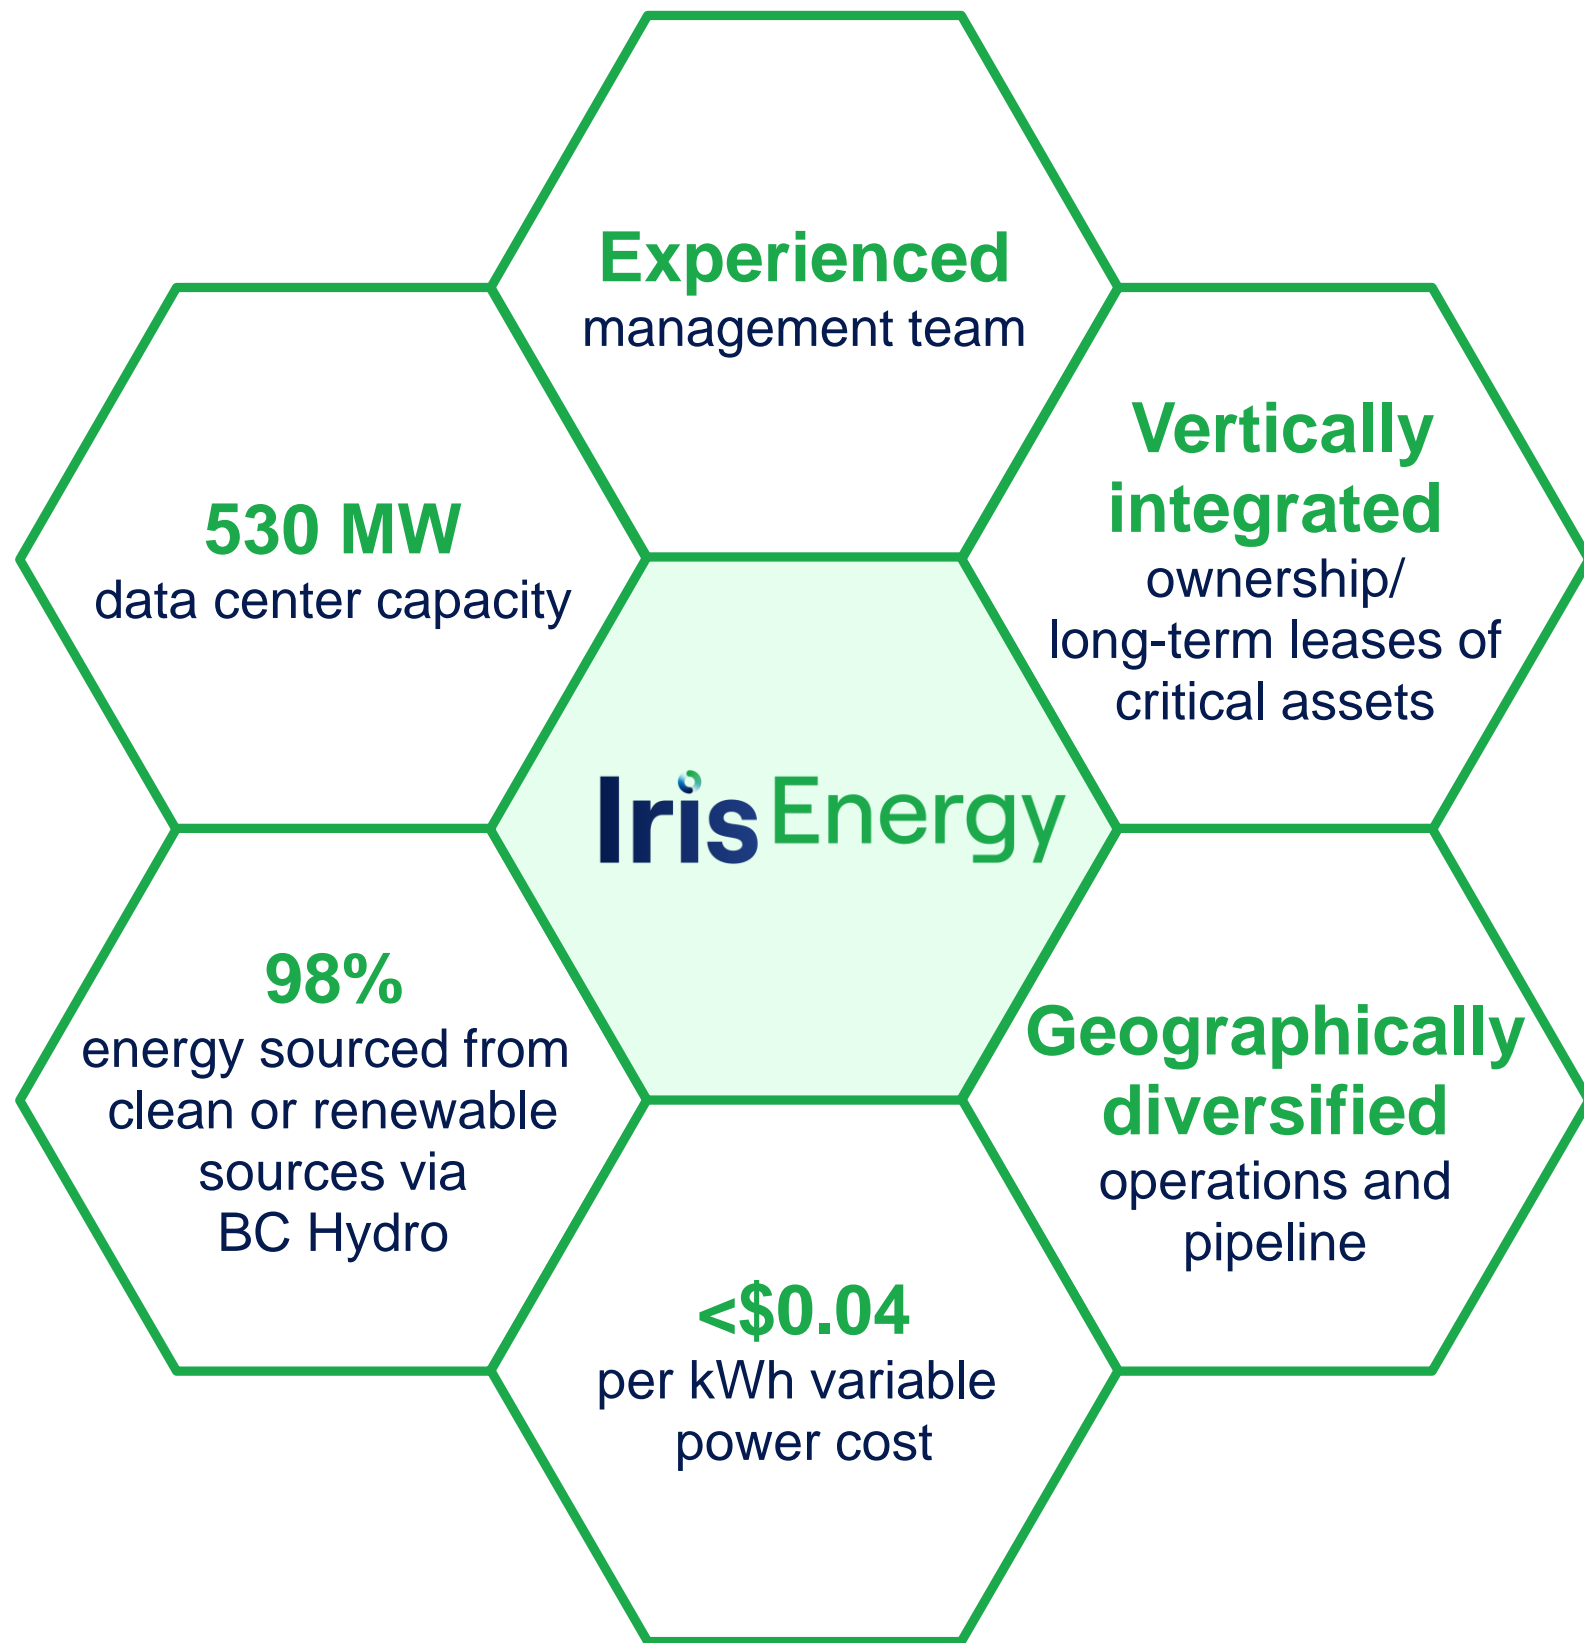 Experienced
management team
Vertically
integrated
ownership/
long-term leases of
critical assets
530 MW
data center capacity
Iris Energy
98%
energy sourced from
clean or renewable
sources via
BC Hydro
Geographically
diversified
operations and
pipeline
<$0.04
per kWh variable
power cost